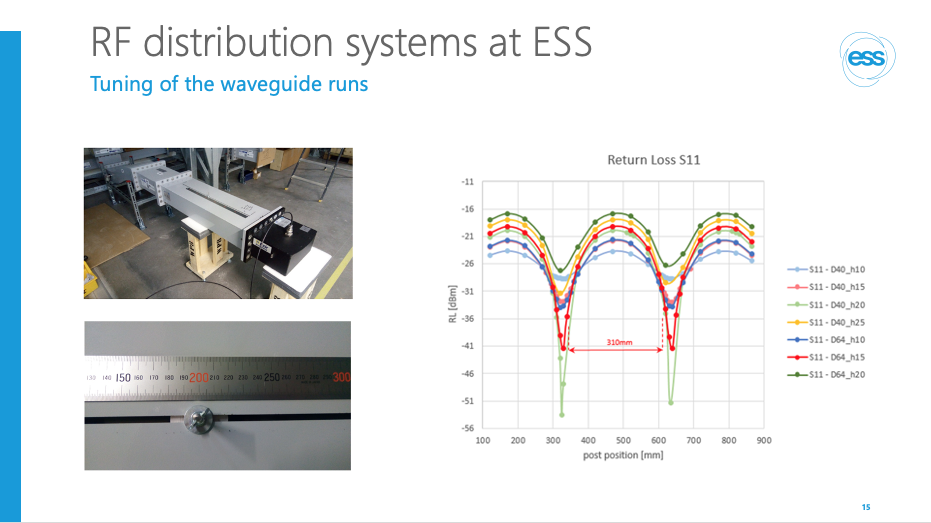 RF distribution systems at ESS
ess
Tuning of the waveguide runs
130 140 150 160 170 180 190 200 210 220 230 240 250 260 290 300
Return Loss S11
RL [dBm]
-11
-16
-21
-26
-31
-36
-41
-46
-51
-56
310mm
100 200 300 400 500 600 700 800 900
post position [mm]
S11 - D40_h10
S11 - D40_h15
S11 - D40_h20
S11 - D40_h25
S11 - D64_h10
S11 - D64_h15
S11 - D64_h20
15